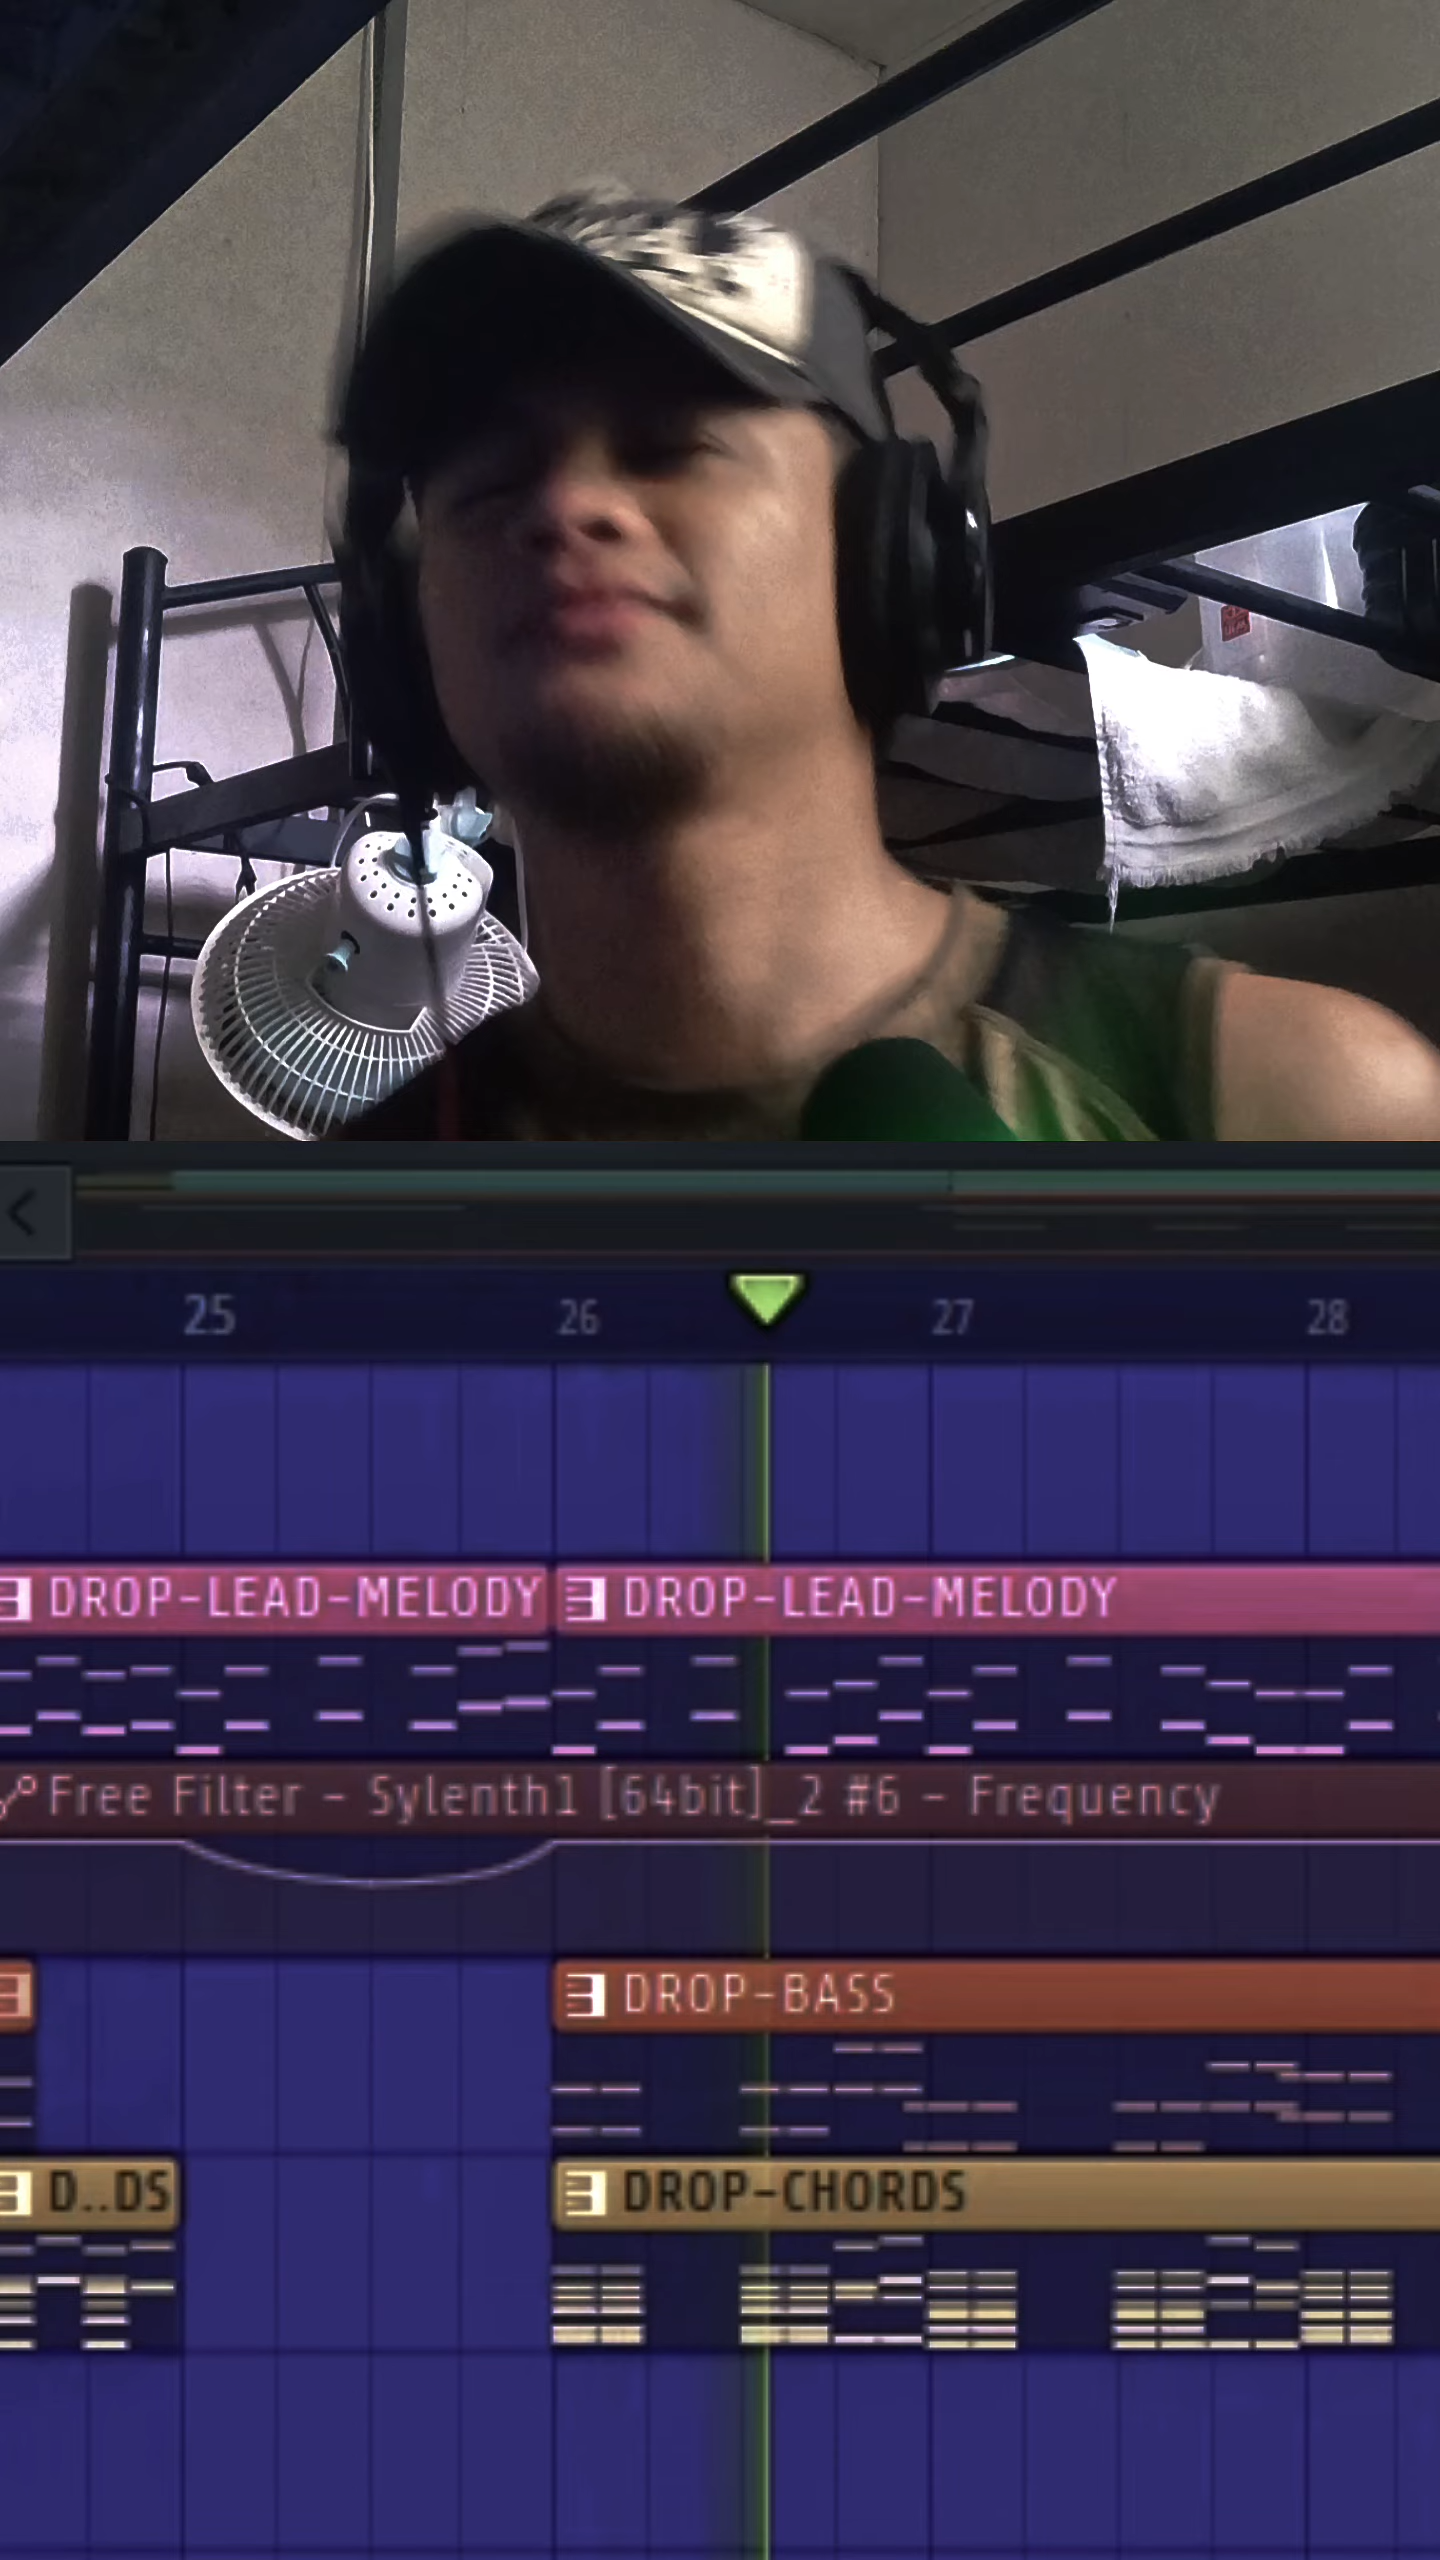 25 26 27 28
DROP-LEAD-MELODY DROP-LEAD-MELODY
Free Filter - Sylenth1 [64bit]_2 #6 - Frequency
DROP-BASS
D..DS DROP-CHORDS